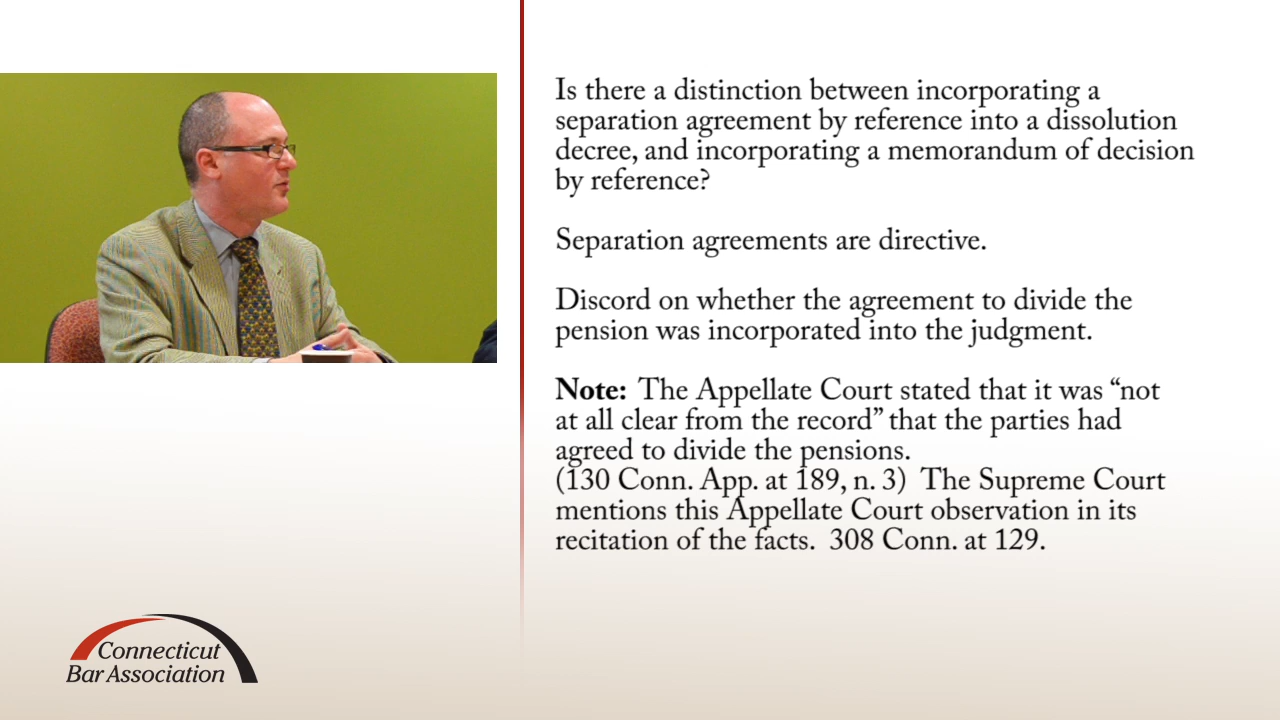 Is there a distinction between incorporating a
separation agreement by reference into a dissolution
decree, and incorporating a memorandum of decision
by reference?
Separation agreements are directive.
Discord on whether the agreement to divide the
pension was incorporated into the judgment.
Note: The Appellate Court stated that it was “not
at all clear from the record” that the parties had
agreed to divide the pensions.
(130 Conn. App. at 189, n. 3) The Supreme Court
mentions this Appellate Court observation in its
recitation of the facts. 308 Conn. at 129.
Connecticut
Bar Association